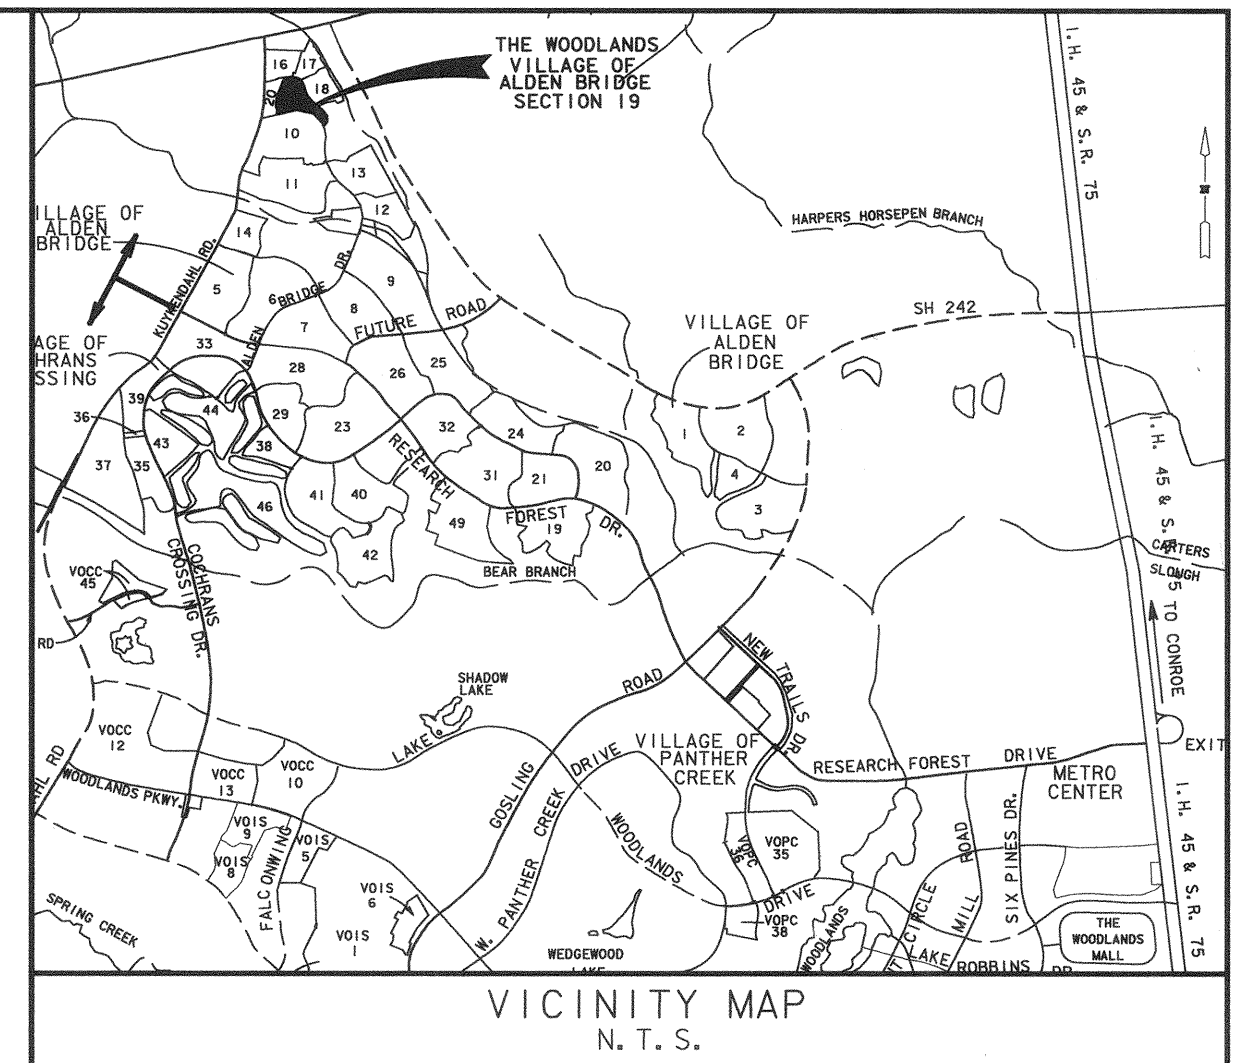 THE WOODLANDS
VILLAGE OF
ALDEN BRIDGE
SECTION 19
16
17
18
20
10
11
13
12
14
I. H. 45 & S. R. 75
HARPERS HORSEPEN BRANCH
ILLAGE OF
ALDEN
BRIDGE
KUYKENDAHL RD.
5
6
ALDEN BRIDGE DR.
7
8
9
FUTURE ROAD
SH 242
VILLAGE OF
ALDEN
BRIDGE
AGE OF
HRANS
SSING
33
28
26
25
39
36
44
29
23
32
24
1
2
43
38
37
35
41
40
31
21
20
4
3
46
42
49
19
RESEARCH FOREST DR.
BEAR BRANCH
I. H. 45 & S. R. 75
CARTERS
SLOUGH
TO CONROE
VOCC
45
COCHRANS
CROSSING DR.
RD
SHADOW
LAKE
NEW TRAILS DR.
VOCC
12
LAKE
GOSLING ROAD
VILLAGE OF
PANTHER
CREEK
EXIT
RESEARCH FOREST DRIVE
METRO
CENTER
AHL RD
WOODLANDS PKWY.
VOCC
13
VOCC
10
W. PANTHER CREEK DRIVE
WOODLANDS
DRIVE
VOIS
9
VOIS
8
FALCONWING
VOIS
5
VOIS
6
VOIS
1
VOPC
36
VOPC
35
VOPC
38
SPRING CREEK
WEDGEWOOD
LAKE
WOODLANDS
CIRCLE
MILL ROAD
SIX PINES DR.
LAKE ROBBINS DR
THE
WOODLANDS
MALL
I. H. 45 & S. R. 75
VICINITY MAP
N. T. S.